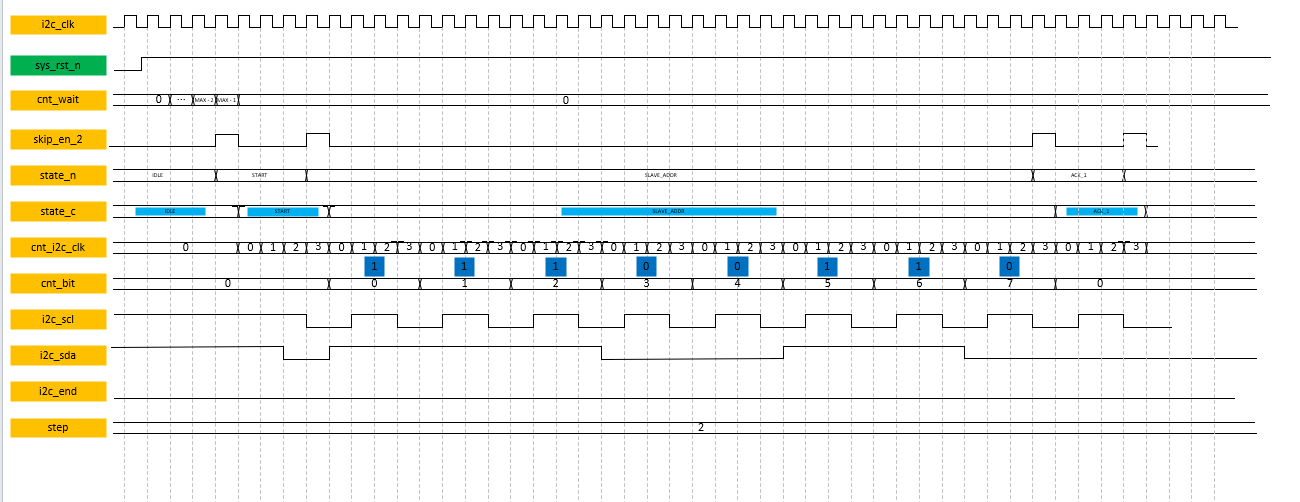 i2c_clk
sys_rst_n
cnt_wait 0 ... MAX - 2 MAX - 1 0
skip_en_2
state_n IDLE START SLAVE_ADDR ACK_1
state_c IDLE START SLAVE_ADDR ACK_1
cnt_i2c_clk 0 0 1 2 3 0 1 2 3 0 1 2 3 0 1 2 3 0 1 2 3 0 1 2 3 0 1 2 3 0 1 2 3 0 1 2 3 0 1 2 3
1 1 1 0 0 1 1 0
cnt_bit 0 0 1 2 3 4 5 6 7 0
i2c_scl
i2c_sda
i2c_end
step 2